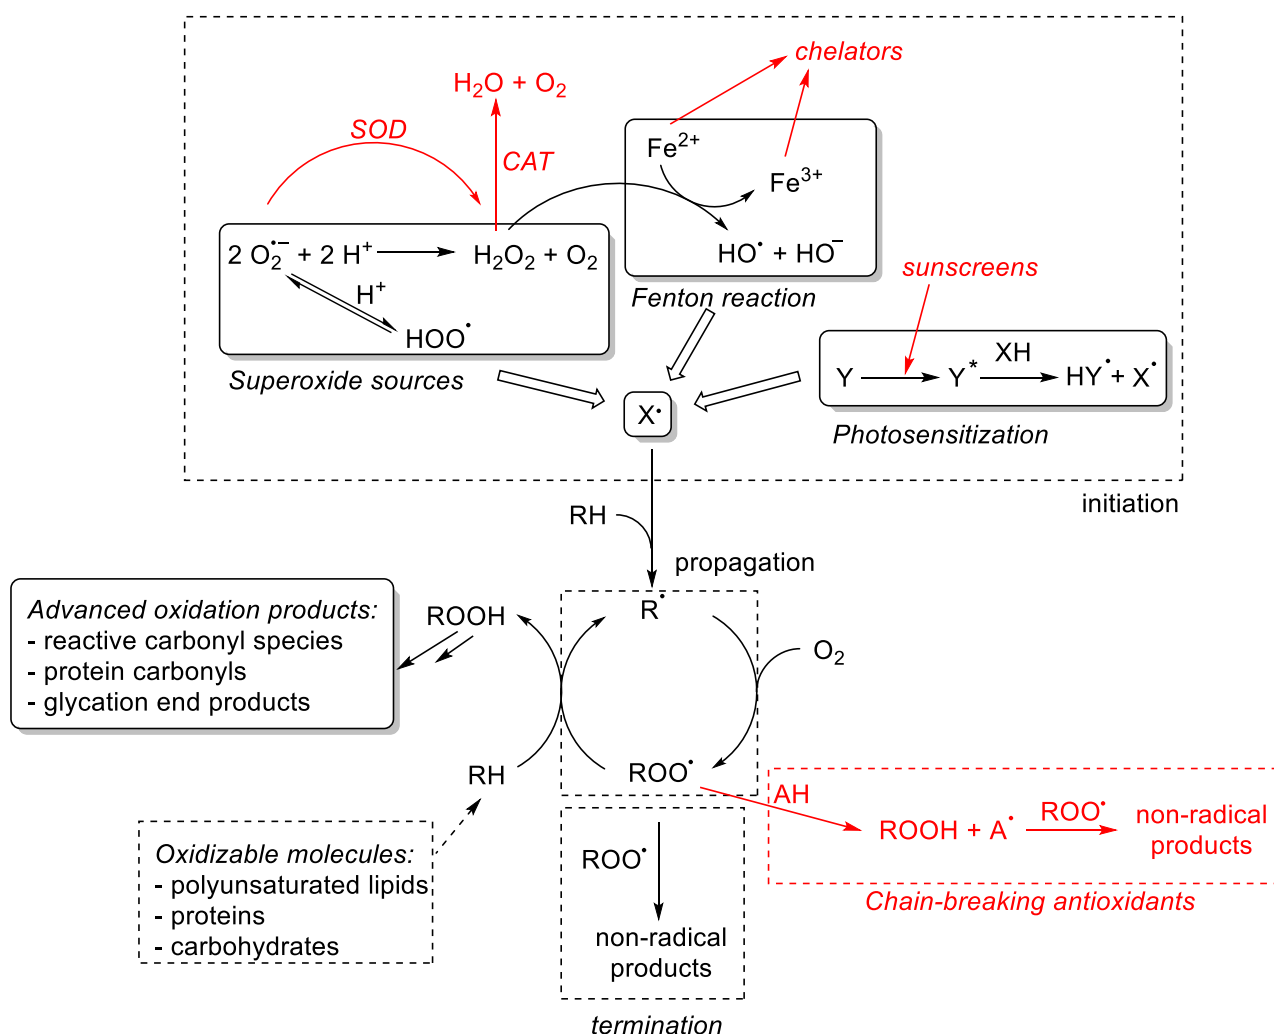 chelators
H₂O + O₂
SOD
CAT
Fe²⁺
Fe³⁺
2 O₂•⁻ + 2 H⁺
H₂O₂ + O₂
HO• + HO⁻
H⁺
HOO•
Superoxide sources
Fenton reaction
sunscreens
XH
Y
Y*
HY• + X•
Photosensitization
X•
initiation
RH
propagation
Advanced oxidation products:
- reactive carbonyl species
- protein carbonyls
- glycation end products
ROOH
R•
O₂
RH
ROO•
AH
ROOH + A•
ROO•
non-radical
products
Chain-breaking antioxidants
Oxidizable molecules:
- polyunsaturated lipids
- proteins
- carbohydrates
ROO•
non-radical
products
termination